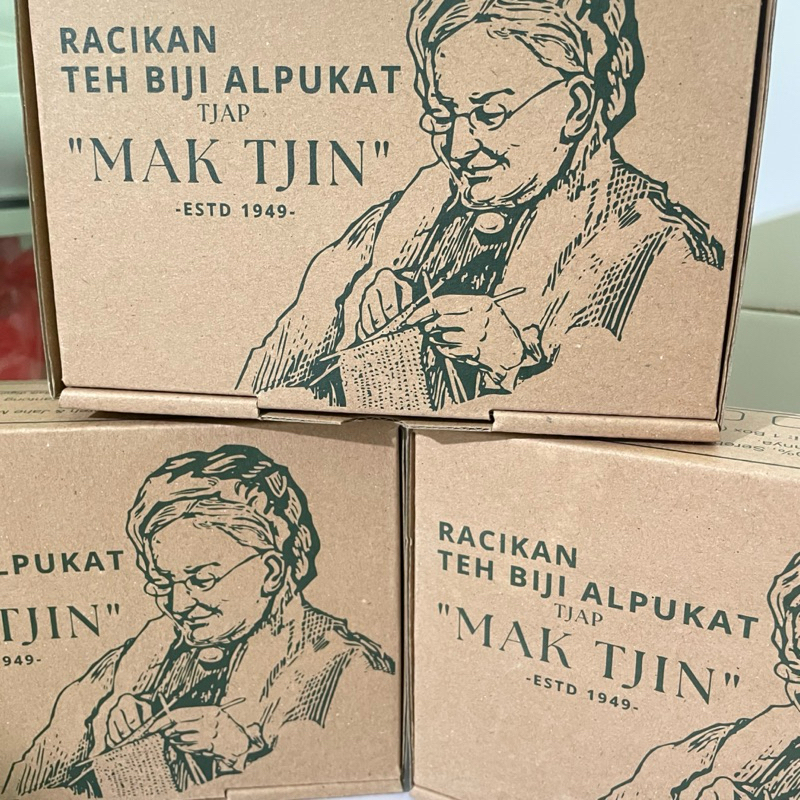 RACIKAN
TEH BIJI ALPUKAT
TJAP
"MAK TJIN"
-ESTD 1949-
LPUKAT
TJIN"
949-
RACIKAN
TEH BIJI ALPUKAT
TJAP
"MAK TJIN"
-ESTD 1949-